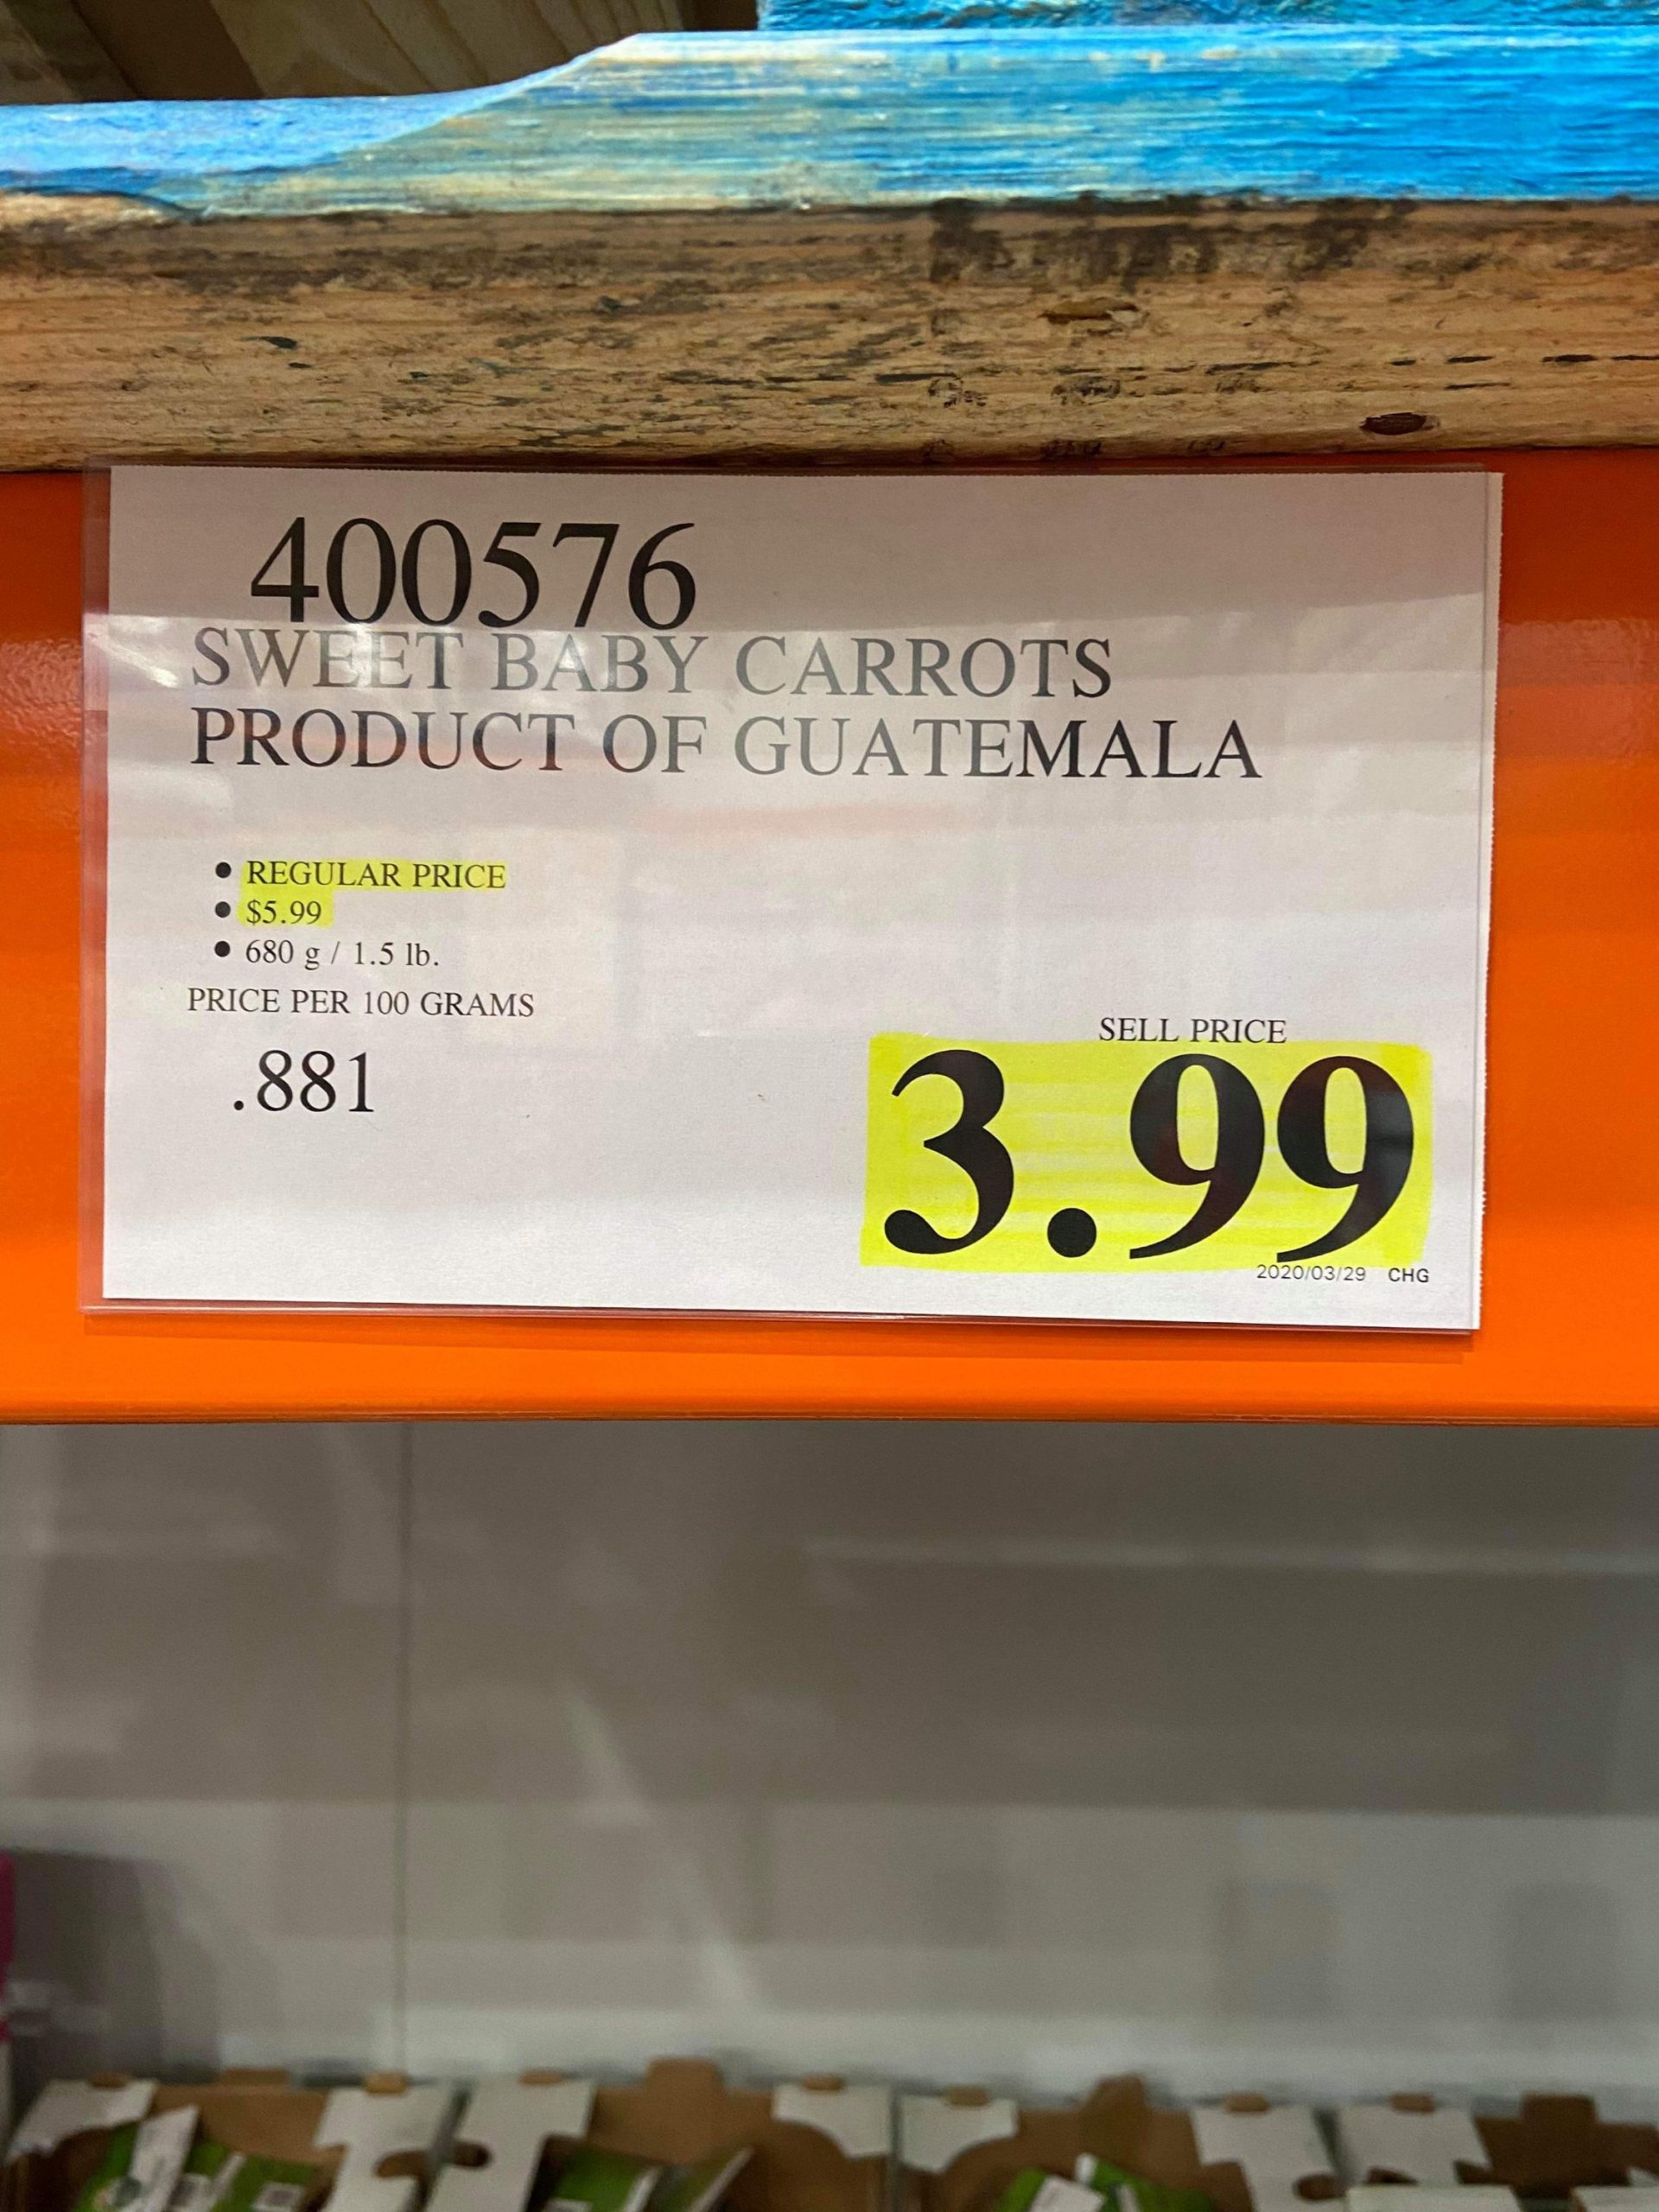 400576
SWEET BABY CARROTS
PRODUCT OF GUATEMALA
• REGULAR PRICE
• $5.99
• 680 g / 1.5 lb.
PRICE PER 100 GRAMS
.881
SELL PRICE
3.99
2020/03/29 CHG